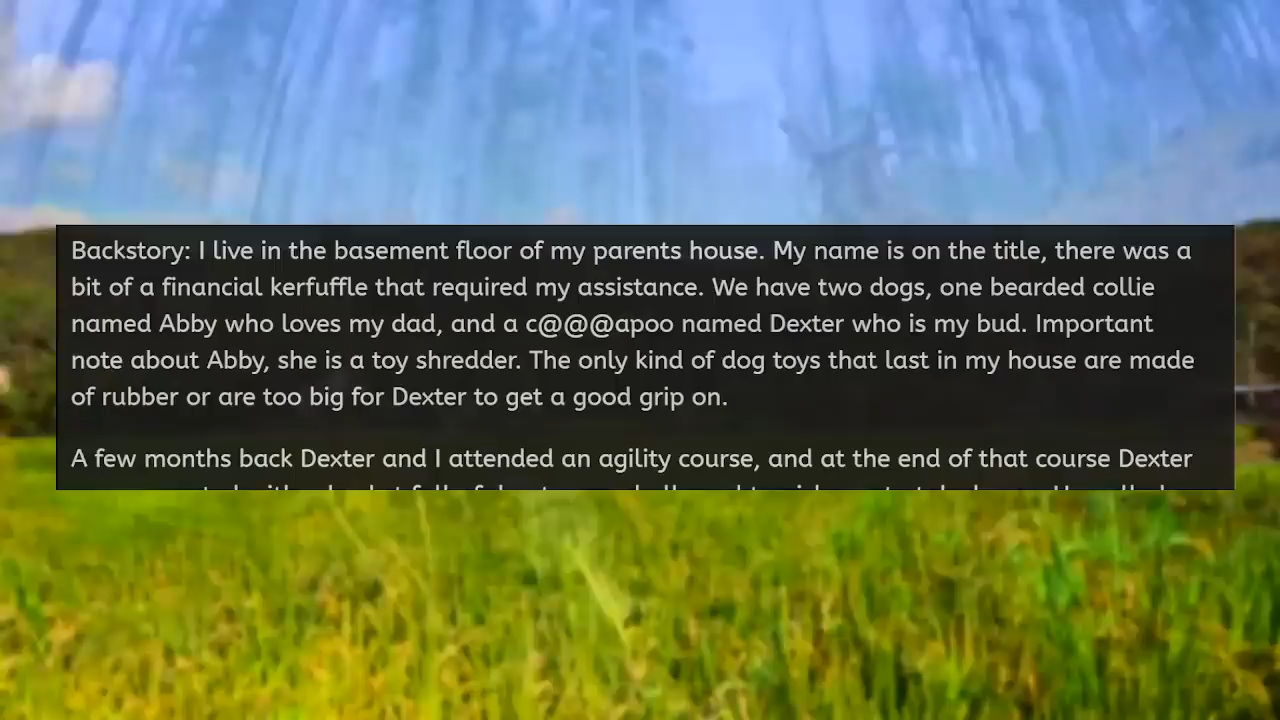 Backstory: I live in the basement floor of my parents house. My name is on the title, there was a
bit of a financial kerfuffle that required my assistance. We have two dogs, one bearded collie
named Abby who loves my dad, and a c@@@apoo named Dexter who is my bud. Important
note about Abby, she is a toy shredder. The only kind of dog toys that last in my house are made
of rubber or are too big for Dexter to get a good grip on.
A few months back Dexter and I attended an agility course, and at the end of that course Dexter